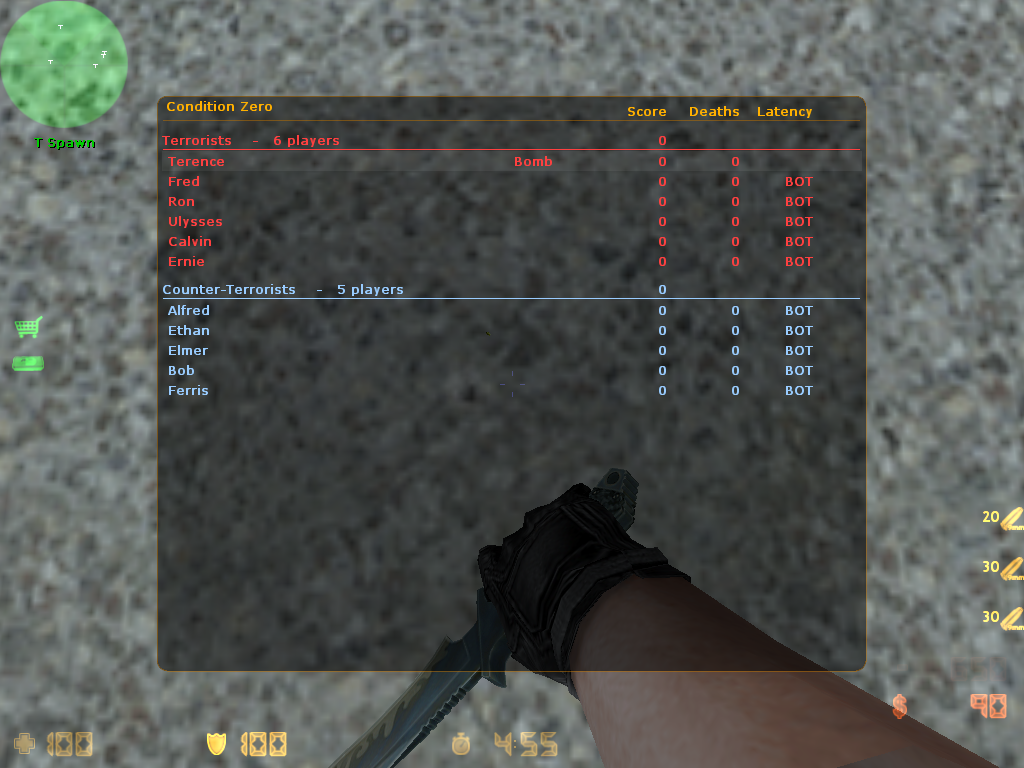 Condition Zero Score Deaths Latency
T Spawn
Terrorists - 6 players 0
Terence Bomb 0 0
Fred 0 0 BOT
Ron 0 0 BOT
Ulysses 0 0 BOT
Calvin 0 0 BOT
Ernie 0 0 BOT
Counter-Terrorists - 5 players 0
Alfred 0 0 BOT
Ethan 0 0 BOT
Elmer 0 0 BOT
Bob 0 0 BOT
Ferris 0 0 BOT
20
30
30
$ 90
100 100 4:55